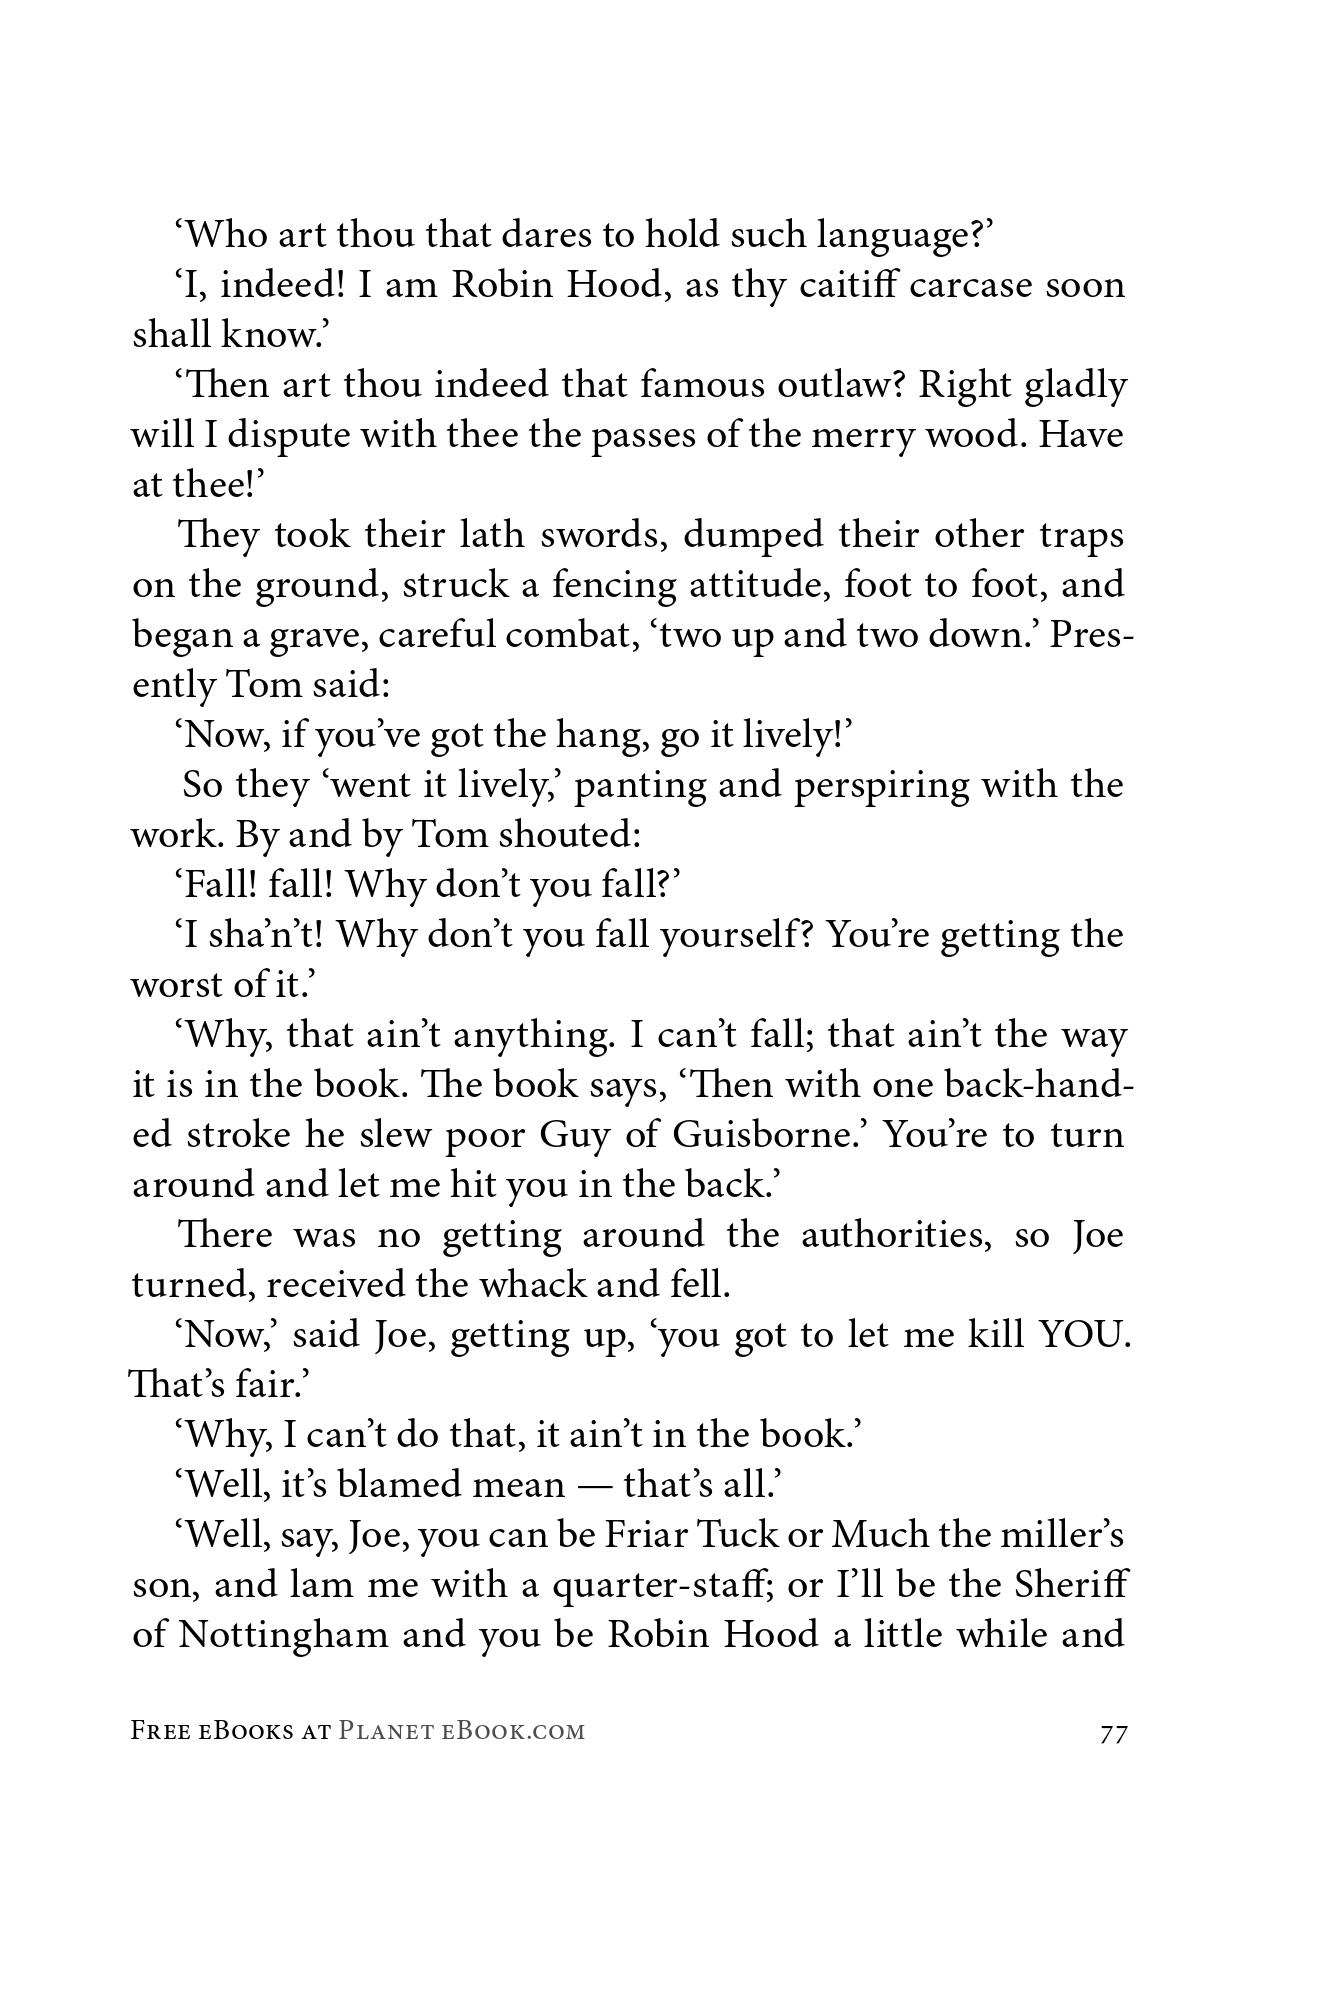 ‘Who art thou that dares to hold such language?’
‘I, indeed! I am Robin Hood, as thy caitiff carcase soon
shall know.’
‘Then art thou indeed that famous outlaw? Right gladly
will I dispute with thee the passes of the merry wood. Have
at thee!’
They took their lath swords, dumped their other traps
on the ground, struck a fencing attitude, foot to foot, and
began a grave, careful combat, ‘two up and two down.’ Pres-
ently Tom said:
‘Now, if you’ve got the hang, go it lively!’
So they ‘went it lively,’ panting and perspiring with the
work. By and by Tom shouted:
‘Fall! fall! Why don’t you fall?’
‘I sha’n’t! Why don’t you fall yourself? You’re getting the
worst of it.’
‘Why, that ain’t anything. I can’t fall; that ain’t the way
it is in the book. The book says, ‘Then with one back-hand-
ed stroke he slew poor Guy of Guisborne.’ You’re to turn
around and let me hit you in the back.’
There was no getting around the authorities, so Joe
turned, received the whack and fell.
‘Now,’ said Joe, getting up, ‘you got to let me kill YOU.
That’s fair.’
‘Why, I can’t do that, it ain’t in the book.’
‘Well, it’s blamed mean — that’s all.’
‘Well, say, Joe, you can be Friar Tuck or Much the miller’s
son, and lam me with a quarter-staff; or I’ll be the Sheriff
of Nottingham and you be Robin Hood a little while and
Free eBooks at Planet eBook.com 77